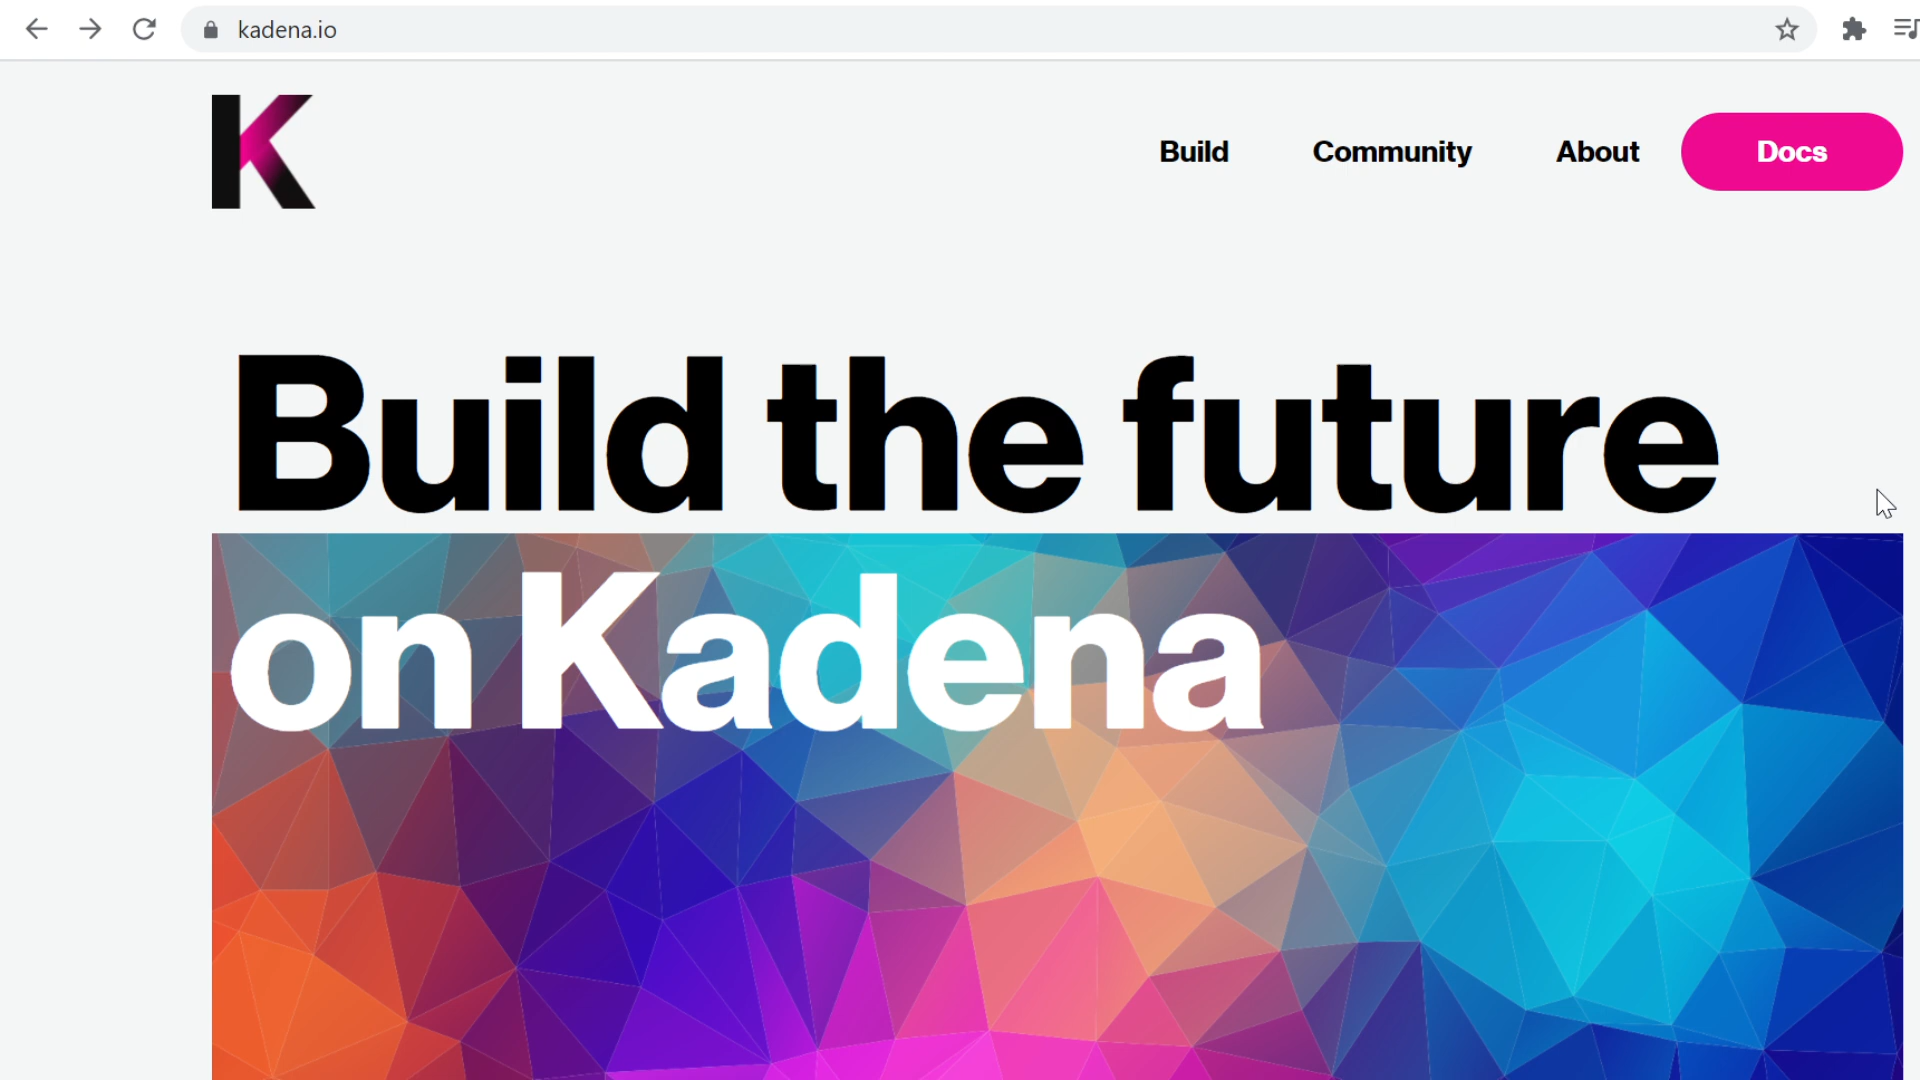 kadena.io
K
Build Community About Docs
Build the future
on Kadena